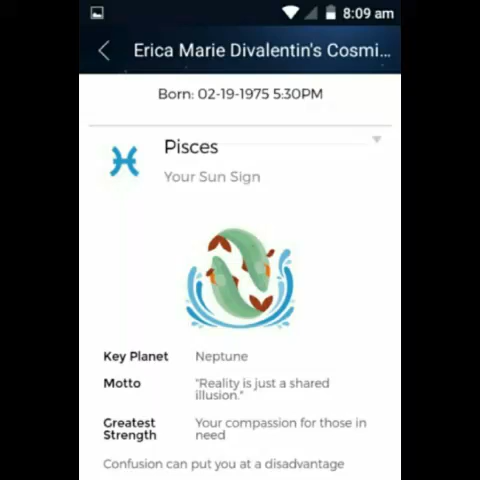 8:09 am
Erica Marie Divalentin's Cosmi...
Born: 02-19-1975 5:30PM
Pisces
Your Sun Sign
Key Planet Neptune
Motto "Reality is just a shared
illusion."
Greatest Your compassion for those in
Strength need
Confusion can put you at a disadvantage